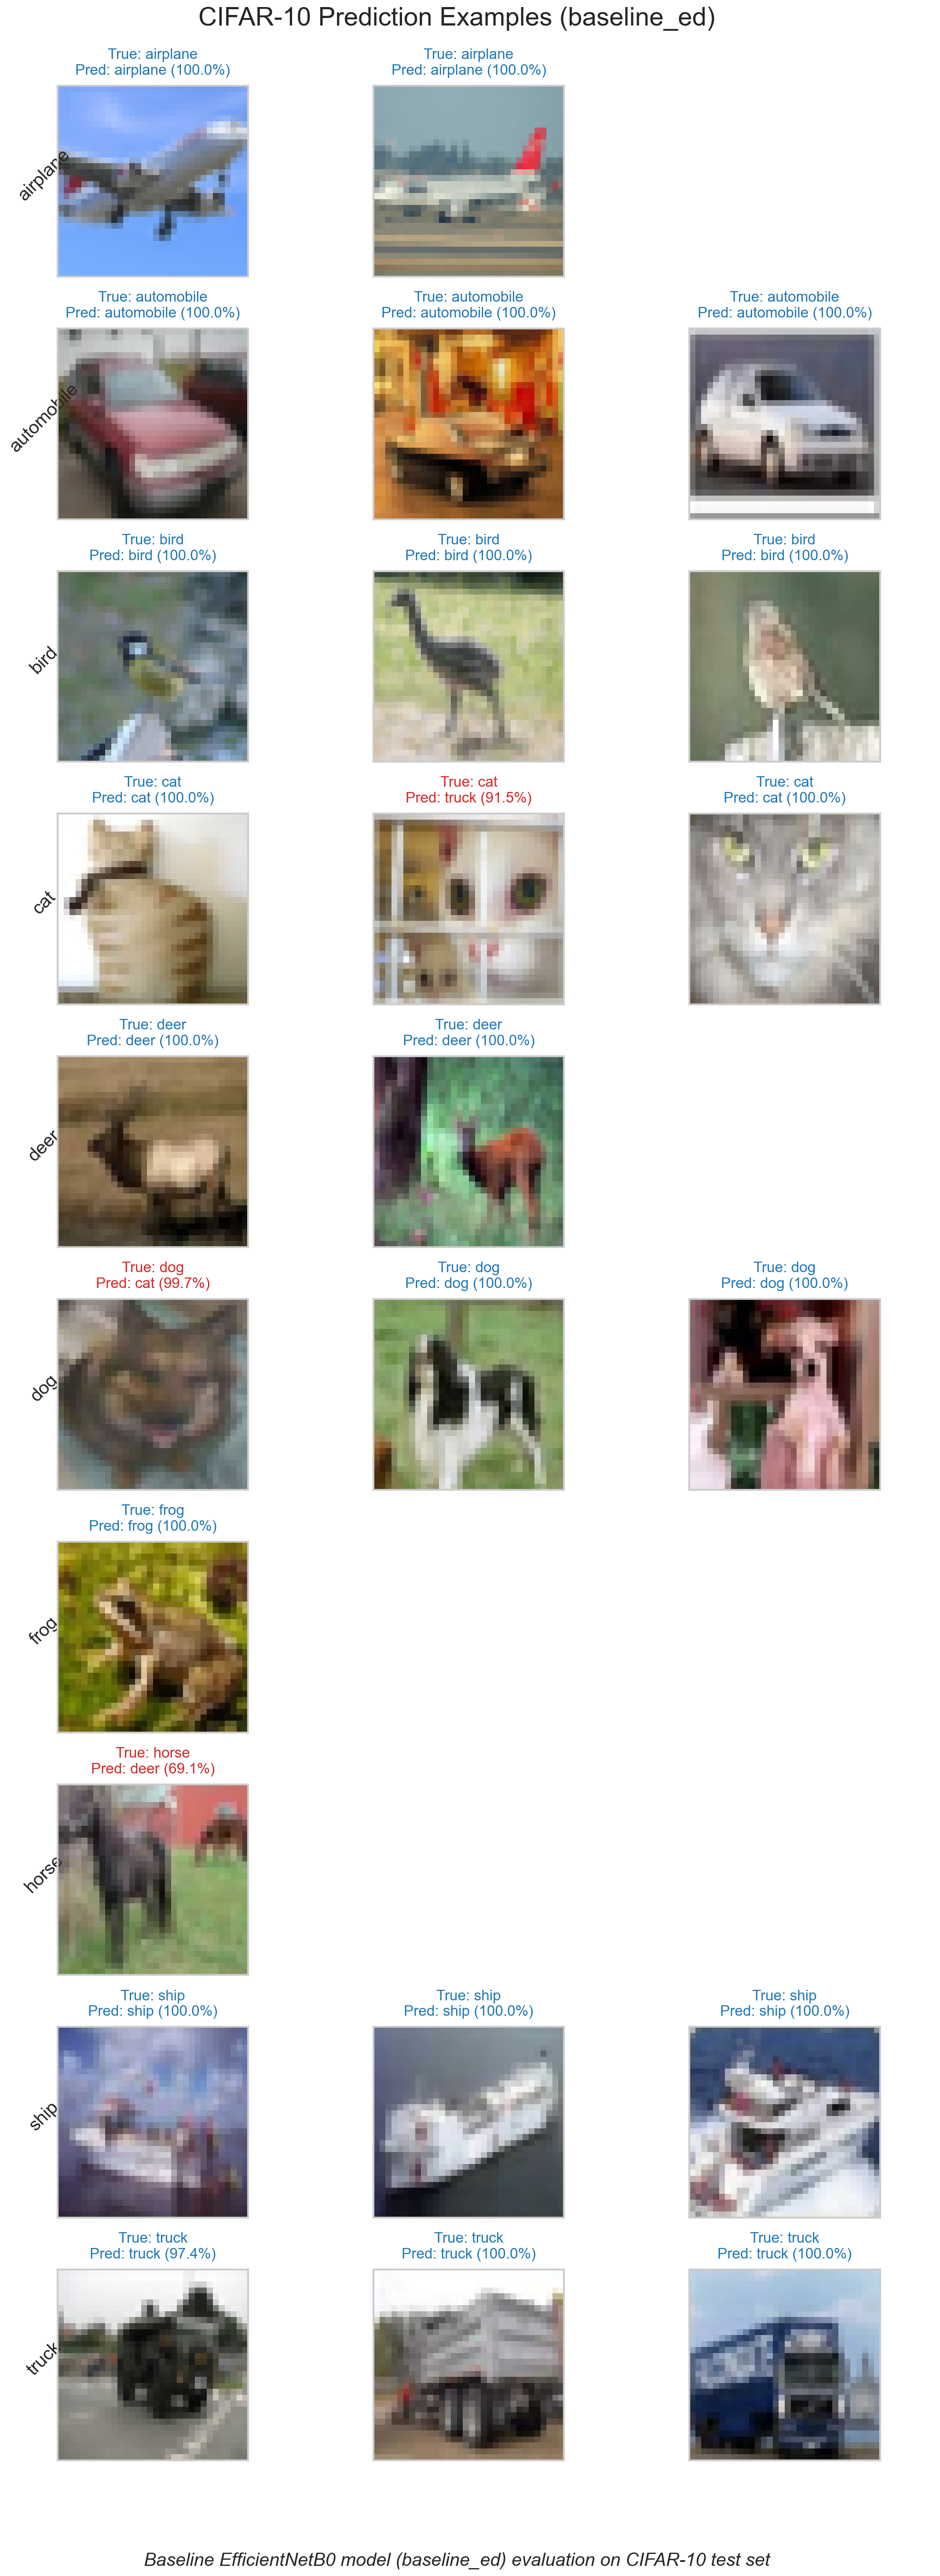 CIFAR-10 Prediction Examples (baseline_ed)
True: airplane
Pred: airplane (100.0%)
True: airplane
Pred: airplane (100.0%)
airplane
True: automobile
Pred: automobile (100.0%)
True: automobile
Pred: automobile (100.0%)
True: automobile
Pred: automobile (100.0%)
automobile
True: bird
Pred: bird (100.0%)
True: bird
Pred: bird (100.0%)
True: bird
Pred: bird (100.0%)
bird
True: cat
Pred: cat (100.0%)
True: cat
Pred: truck (91.5%)
True: cat
Pred: cat (100.0%)
cat
True: deer
Pred: deer (100.0%)
True: deer
Pred: deer (100.0%)
deer
True: dog
Pred: cat (99.7%)
True: dog
Pred: dog (100.0%)
True: dog
Pred: dog (100.0%)
dog
True: frog
Pred: frog (100.0%)
frog
True: horse
Pred: deer (69.1%)
horse
True: ship
Pred: ship (100.0%)
True: ship
Pred: ship (100.0%)
True: ship
Pred: ship (100.0%)
ship
True: truck
Pred: truck (97.4%)
True: truck
Pred: truck (100.0%)
True: truck
Pred: truck (100.0%)
truck
Baseline EfficientNetB0 model (baseline_ed) evaluation on CIFAR-10 test set